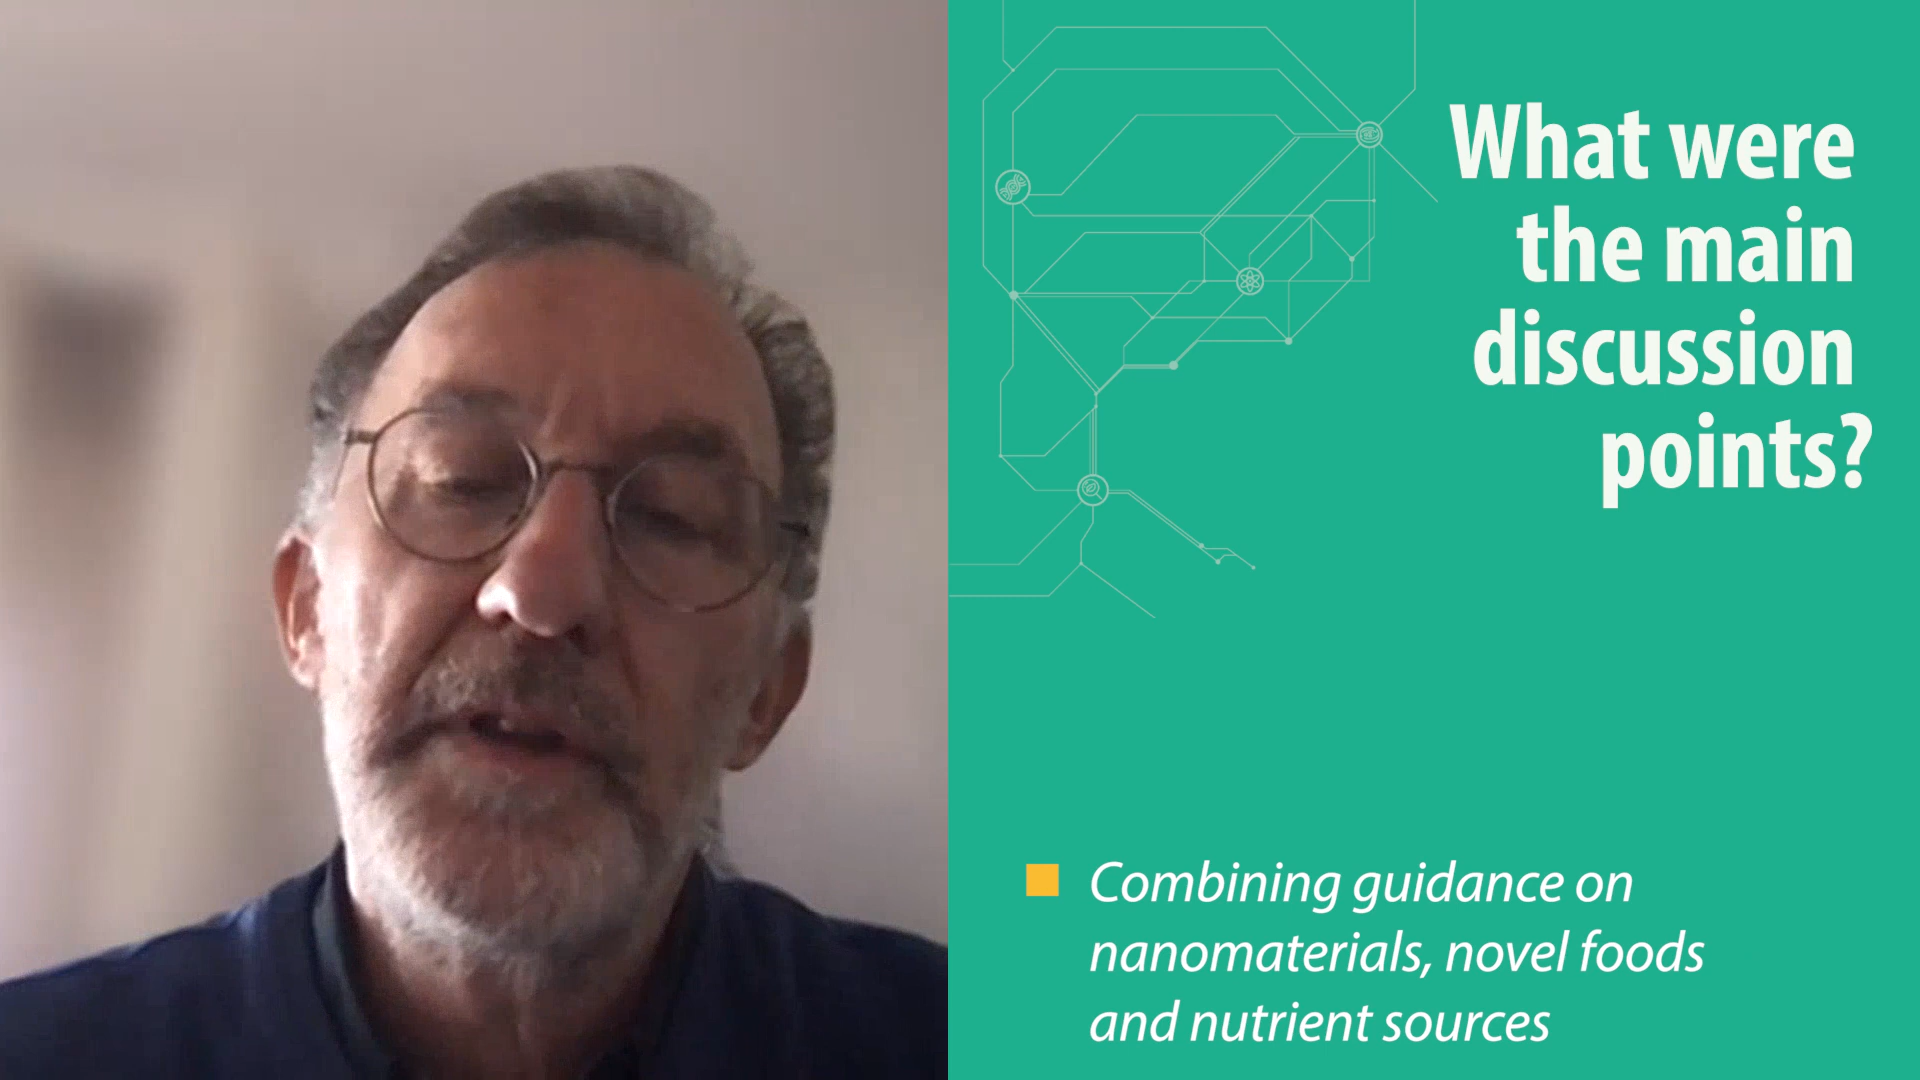 What were
the main
discussion
points?
Combining guidance on
nanomaterials, novel foods
and nutrient sources